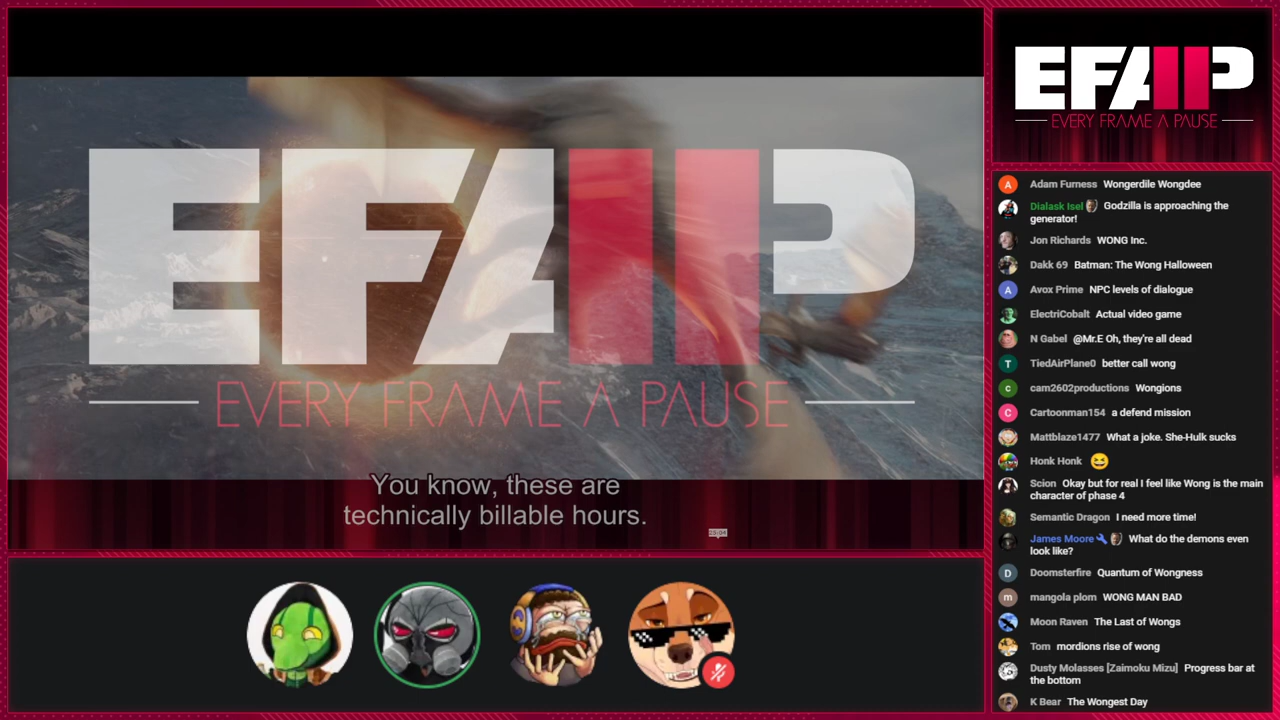 EFAP
EVERY FRAME A PAUSE
You know, these are
technically billable hours.
EFAP
EVERY FRAME A PAUSE
A Adam Furness Wongerdile Wongdee
Dialask Isel Godzilla is approaching the
generator!
Jon Richards WONG Inc.
Dakk 69 Batman: The Wong Halloween
A Avox Prime NPC levels of dialogue
ElectriCobalt Actual video game
N Gabel @Mr.E Oh, they're all dead
T TiedAirPlane0 better call wong
c cam2602productions Wongions
C Cartoonman154 a defend mission
Mattblaze1477 What a joke. She-Hulk sucks
Honk Honk 😆
Scion Okay but for real I feel like Wong is the main
character of phase 4
Semantic Dragon I need more time!
James Moore What do the demons even
look like?
D Doomsterfire Quantum of Wongness
m mangola plom WONG MAN BAD
Moon Raven The Last of Wongs
Tom mordions rise of wong
Dusty Molasses [Zaimoku Mizu] Progress bar at
the bottom
K Bear The Wongest Day